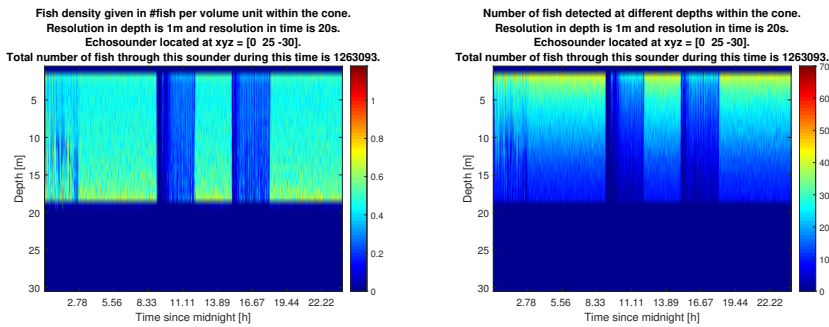 Fish density given in #fish per volume unit within the cone.
Resolution in depth is 1m and resolution in time is 20s.
Echosounder located at xyz = [0 25 -30].
Total number of fish through this sounder during this time is 1263093.
Depth [m]
5
10
15
20
25
30
2.78 5.56 8.33 11.11 13.89 16.67 19.44 22.22
Time since midnight [h]
1
0.8
0.6
0.4
0.2
0
Number of fish detected at different depths within the cone.
Resolution in depth is 1m and resolution in time is 20s.
Echosounder located at xyz = [0 25 -30].
Total number of fish through this sounder during this time is 1263093.
Depth [m]
5
10
15
20
25
30
2.78 5.56 8.33 11.11 13.89 16.67 19.44 22.22
Time since midnight [h]
70
60
50
40
30
20
10
0